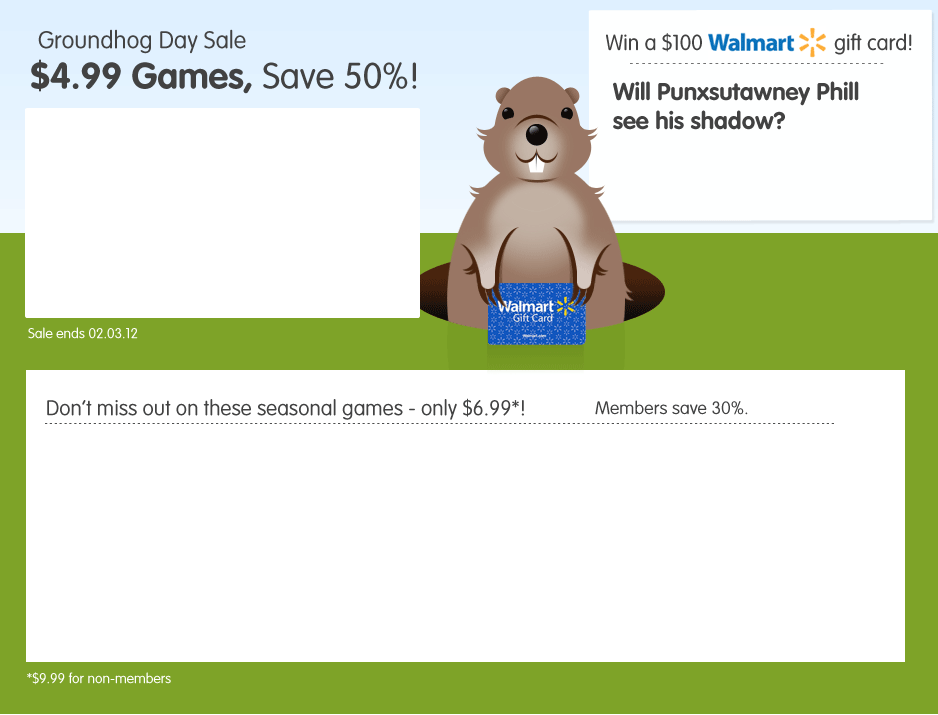 Groundhog Day Sale
$4.99 Games, Save 50%!
Win a $100 Walmart gift card!
Will Punxsutawney Phill
see his shadow?
Walmart
Gift Card
Walmart.com
Sale ends 02.03.12
Don't miss out on these seasonal games - only $6.99*! Members save 30%.
*$9.99 for non-members